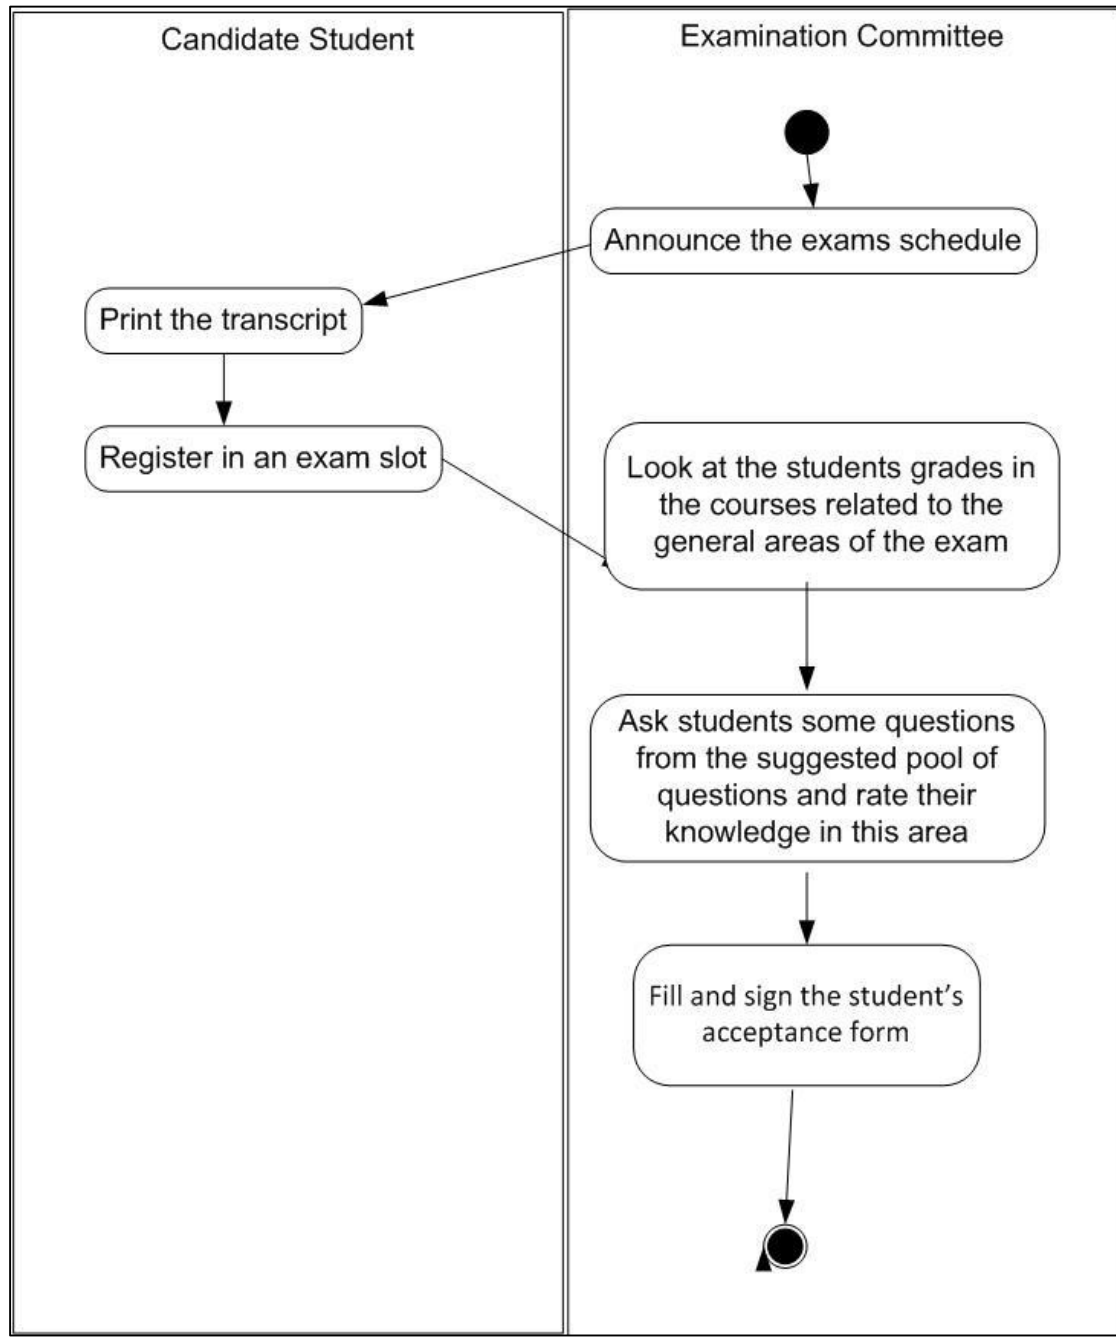 Candidate Student
Examination Committee
Announce the exams schedule
Print the transcript
Register in an exam slot
Look at the students grades in
the courses related to the
general areas of the exam
Ask students some questions
from the suggested pool of
questions and rate their
knowledge in this area
Fill and sign the student’s
acceptance form